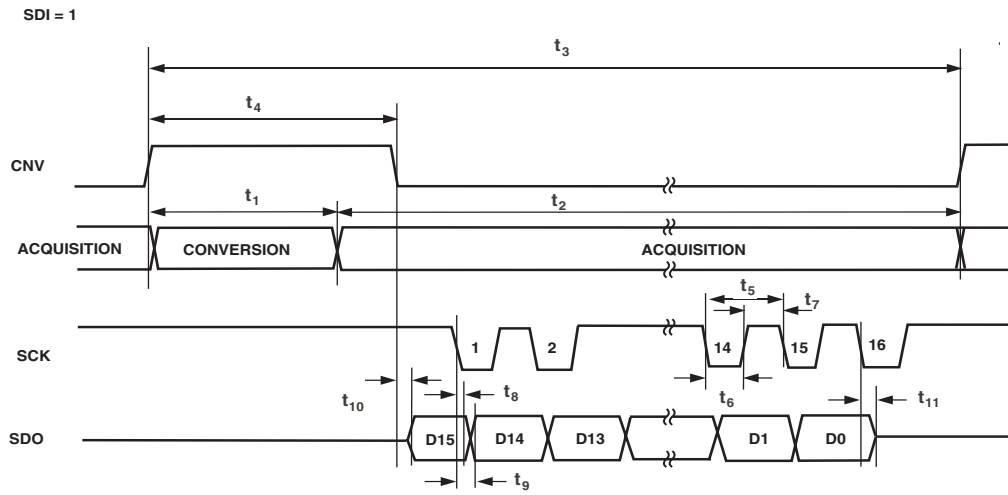 SDI = 1
t3
t4
CNV
t1
t2
ACQUISITION CONVERSION ACQUISITION
t5
t7
SCK
1 2 14 15 16
t10
t8
t6
t11
SDO
D15 D14 D13 D1 D0
t9